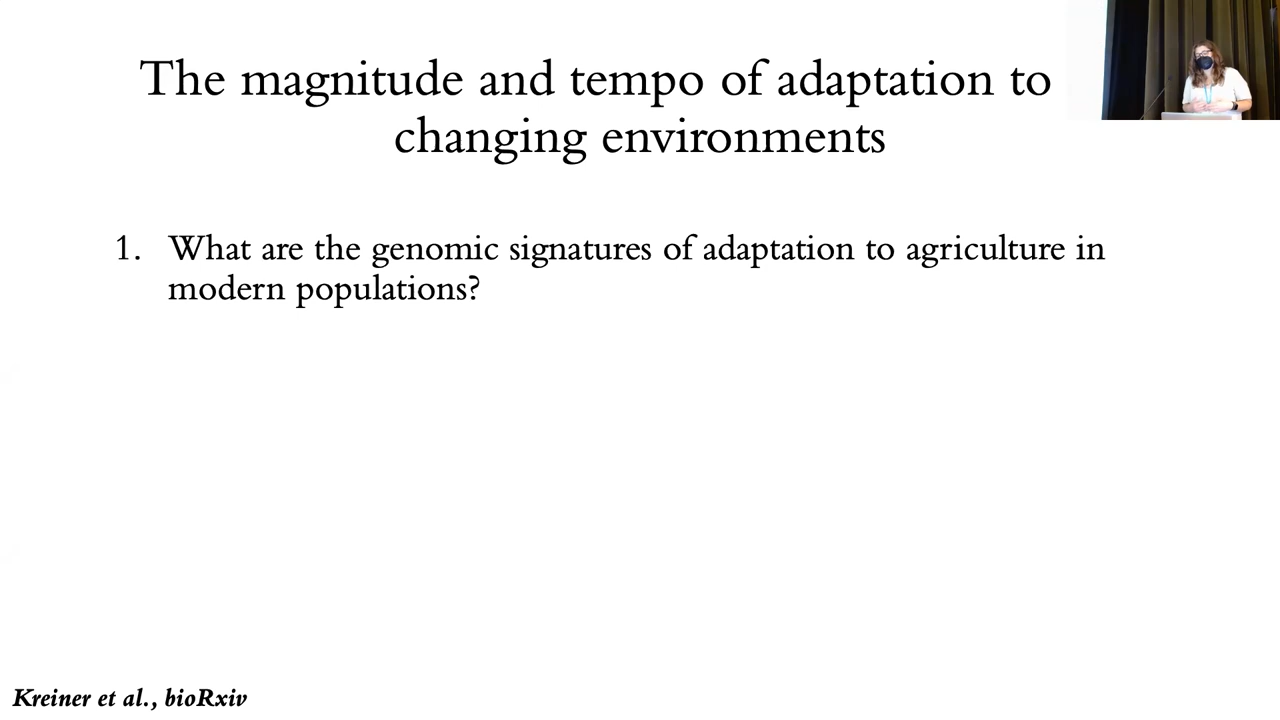 The magnitude and tempo of adaptation to
changing environments
1. What are the genomic signatures of adaptation to agriculture in
modern populations?
Kreiner et al., bioRxiv